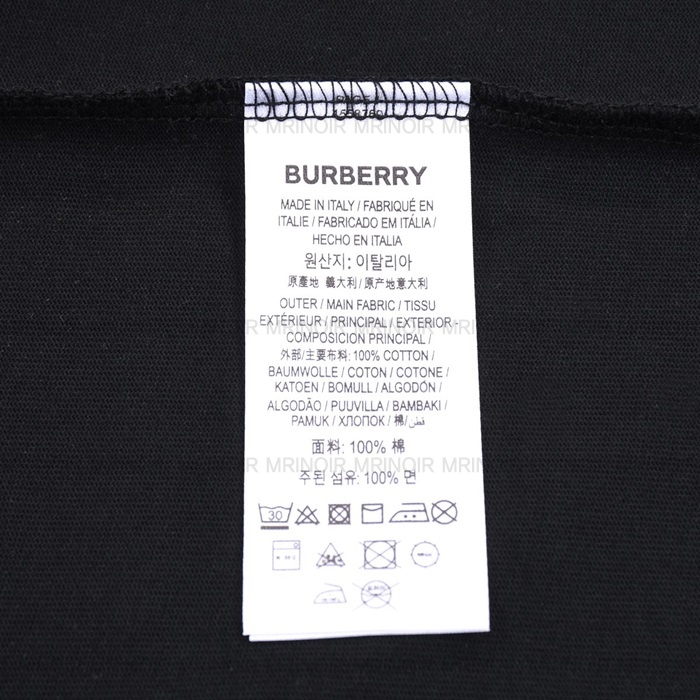 MRINOIR MRINOIR MRINOIR
BURBERRY
MADE IN ITALY / FABRIQUÉ EN
ITALIE / FABRICADO EM ITÁLIA /
HECHO EN ITALIA
원산지: 이탈리아
原產地 義大利 / 原产地意大利
OUTER / MAIN FABRIC / TISSU
EXTÉRIEUR / PRINCIPAL / EXTERIOR -
COMPOSICIÓN PRINCIPAL /
外部/主要布料: 100% COTTON /
BAUMWOLLE / COTON / COTONE /
KATOEN / BOMULL / ALGODÓN /
ALGODÃO / PUUVILLA / BAMBAKI /
PAMUK / ХЛОПОК / 棉/قطن
面料: 100% 棉
MRINOIR MRINOIR MRINOIR
주된 섬유: 100% 면
30